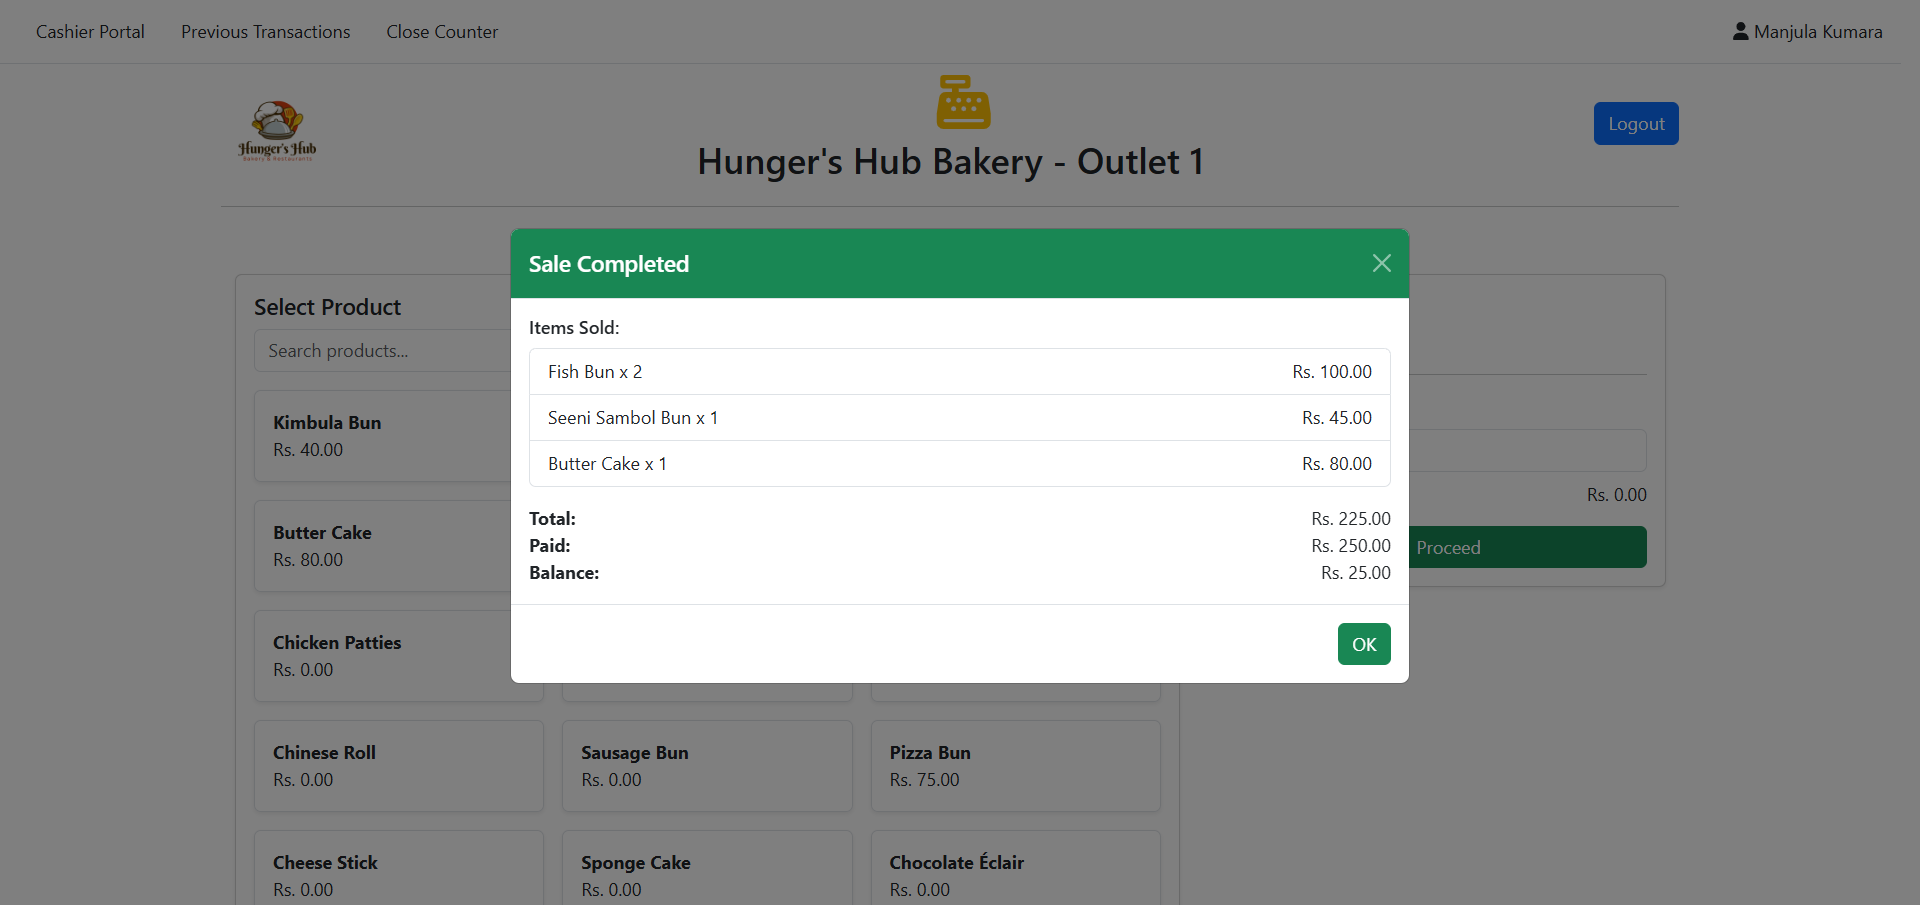 Cashier Portal Previous Transactions Close Counter Manjula Kumara
Hunger's Hub
Bakery & Restaurants
Logout
Hunger's Hub Bakery - Outlet 1
Sale Completed
Items Sold:
Fish Bun x 2 Rs. 100.00
Seeni Sambol Bun x 1 Rs. 45.00
Butter Cake x 1 Rs. 80.00
Total: Rs. 225.00
Paid: Rs. 250.00
Balance: Rs. 25.00
OK
Select Product
Search products...
Kimbula Bun
Rs. 40.00
Butter Cake
Rs. 80.00
Chicken Patties
Rs. 0.00
Chinese Roll
Rs. 0.00
Sausage Bun
Rs. 0.00
Pizza Bun
Rs. 75.00
Cheese Stick
Rs. 0.00
Sponge Cake
Rs. 0.00
Chocolate Éclair
Rs. 0.00
Rs. 0.00
Proceed